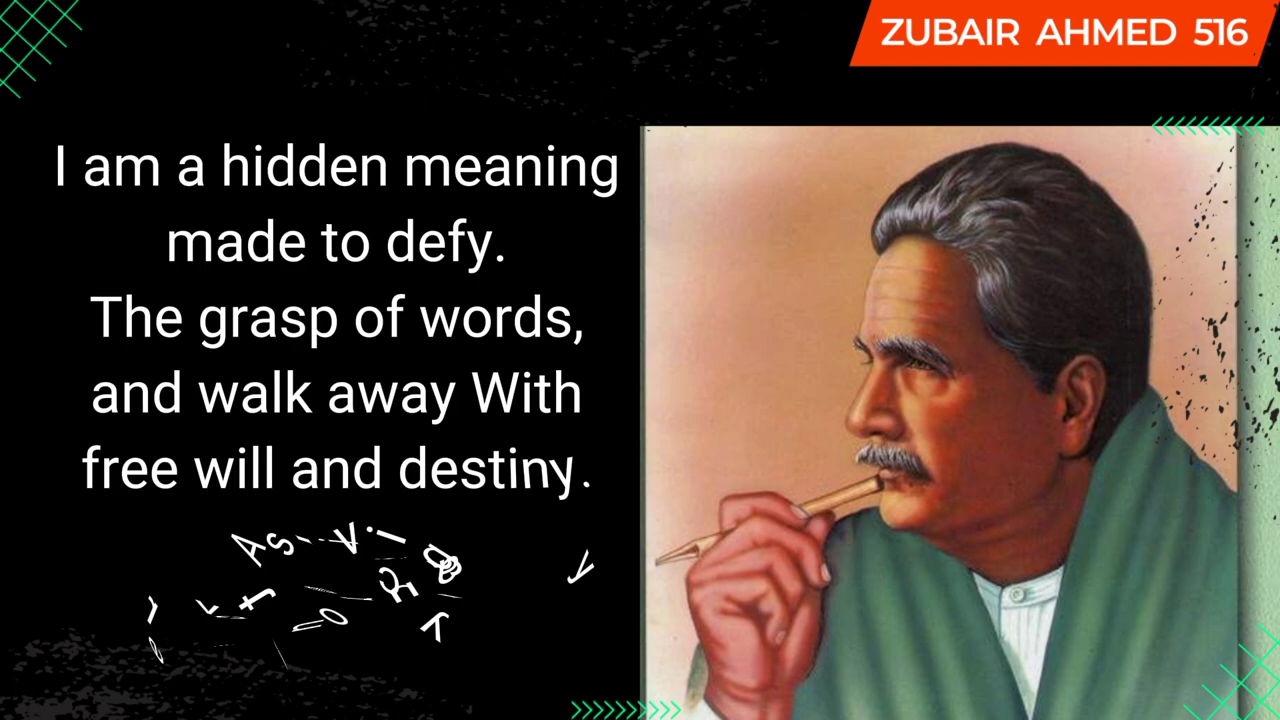 ZUBAIR AHMED 516
I am a hidden meaning
made to defy.
The grasp of words,
and walk away With
free will and destiny.